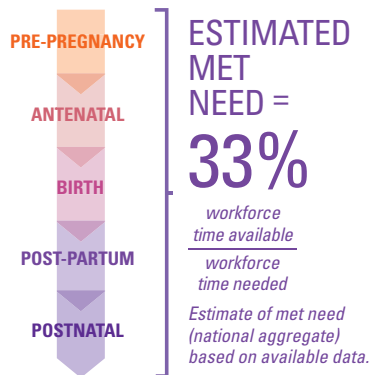 PRE-PREGNANCY
ANTENATAL
BIRTH
POST-PARTUM
POSTNATAL
ESTIMATED
MET
NEED =
33%
workforce
time available
workforce
time needed
Estimate of met need
(national aggregate)
based on available data.